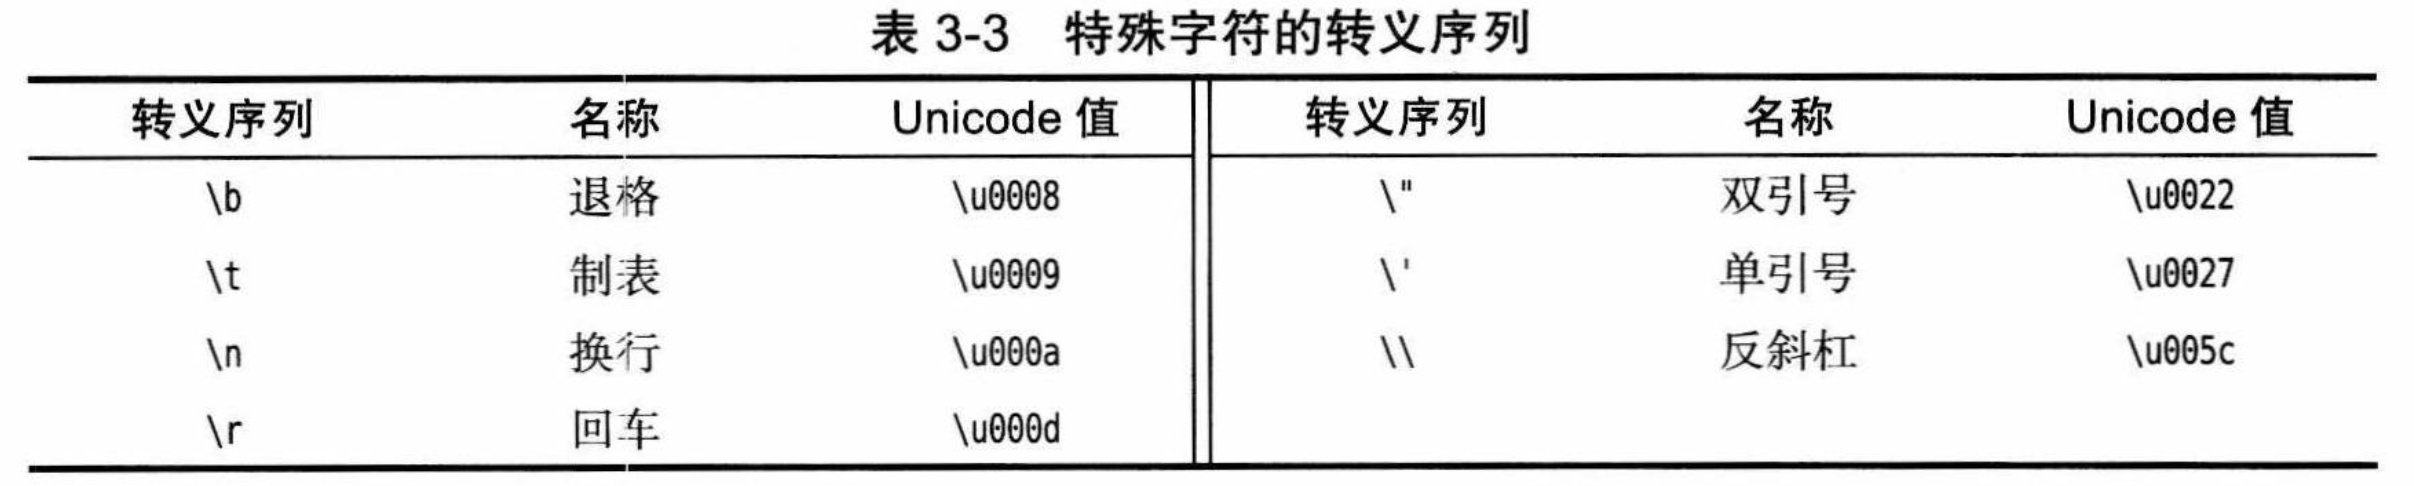 表 3-3 特殊字符的转义序列
转义序列 名称 Unicode 值 转义序列 名称 Unicode 值
\b 退格 \u0008 \" 双引号 \u0022
\t 制表 \u0009 \' 单引号 \u0027
\n 换行 \u000a \\ 反斜杠 \u005c
\r 回车 \u000d